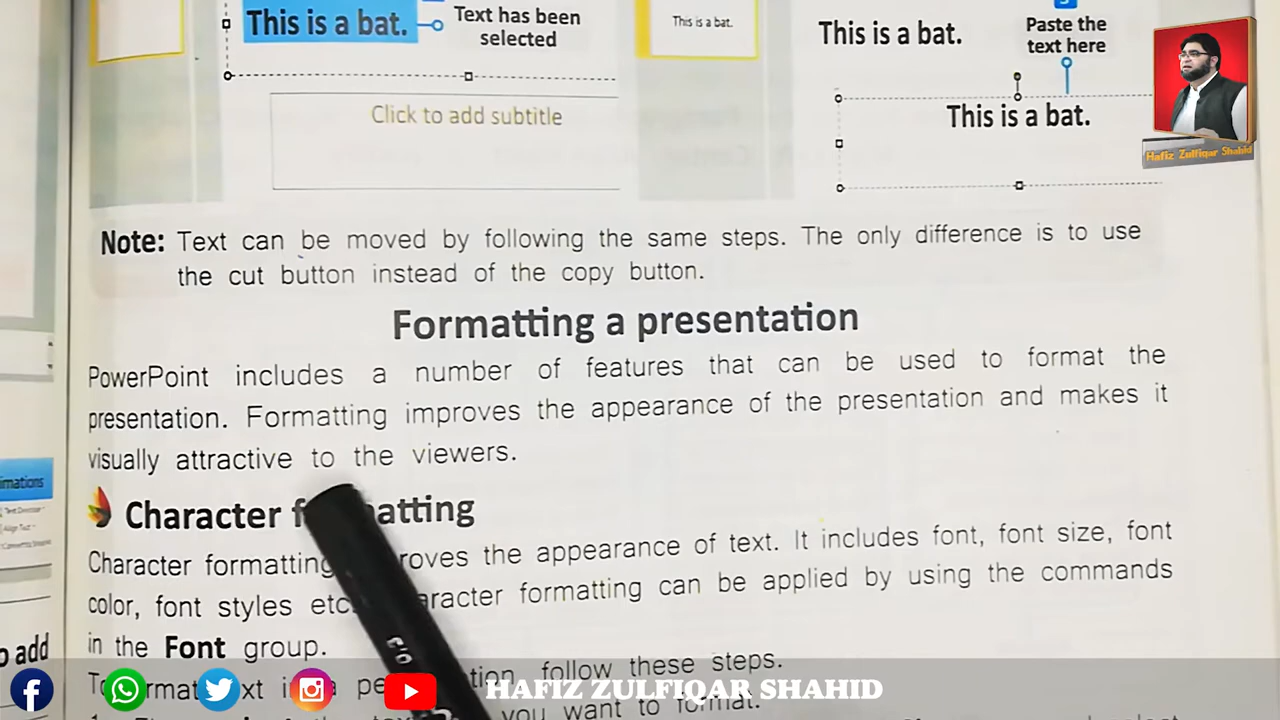 This is a bat.
Text has been
selected
Click to add subtitle
This is a bat.
This is a bat.
Paste the
text here
This is a bat.
Hafiz Zulfiqar Shahid
Note: Text can be moved by following the same steps. The only difference is to use
the cut button instead of the copy button.
Formatting a presentation
PowerPoint includes a number of features that can be used to format the
presentation. Formatting improves the appearance of the presentation and makes it
visually attractive to the viewers.
Character atting
Character formatting roves the appearance of text. It includes font, font size, font
color, font styles etc. aracter formatting can be applied by using the commands
in the Font group.
follow these steps.
you want to format.
to add
HAFIZ ZULFIQAR SHAHID